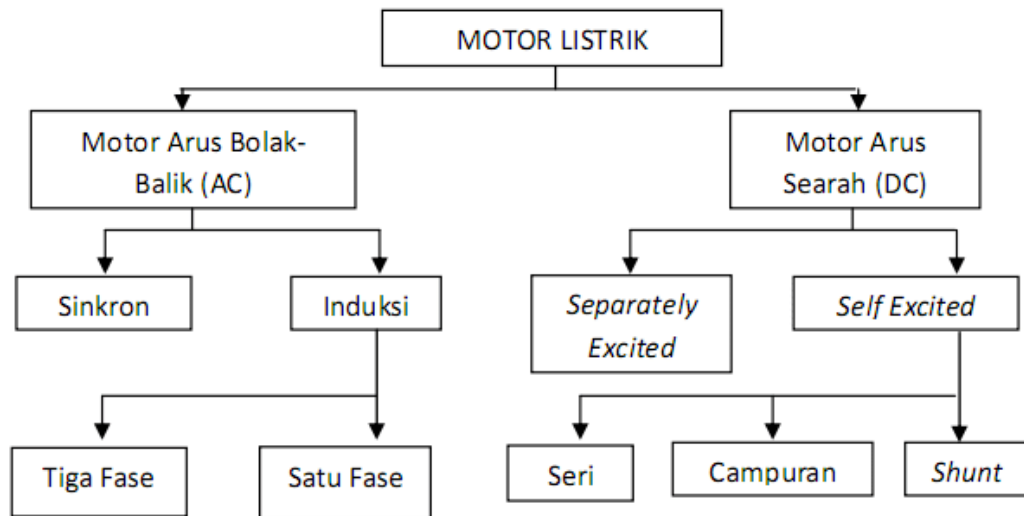 MOTOR LISTRIK
Motor Arus Bolak-
Balik (AC)
Motor Arus
Searah (DC)
Sinkron
Induksi
Separately
Excited
Self Excited
Tiga Fase
Satu Fase
Seri
Campuran
Shunt